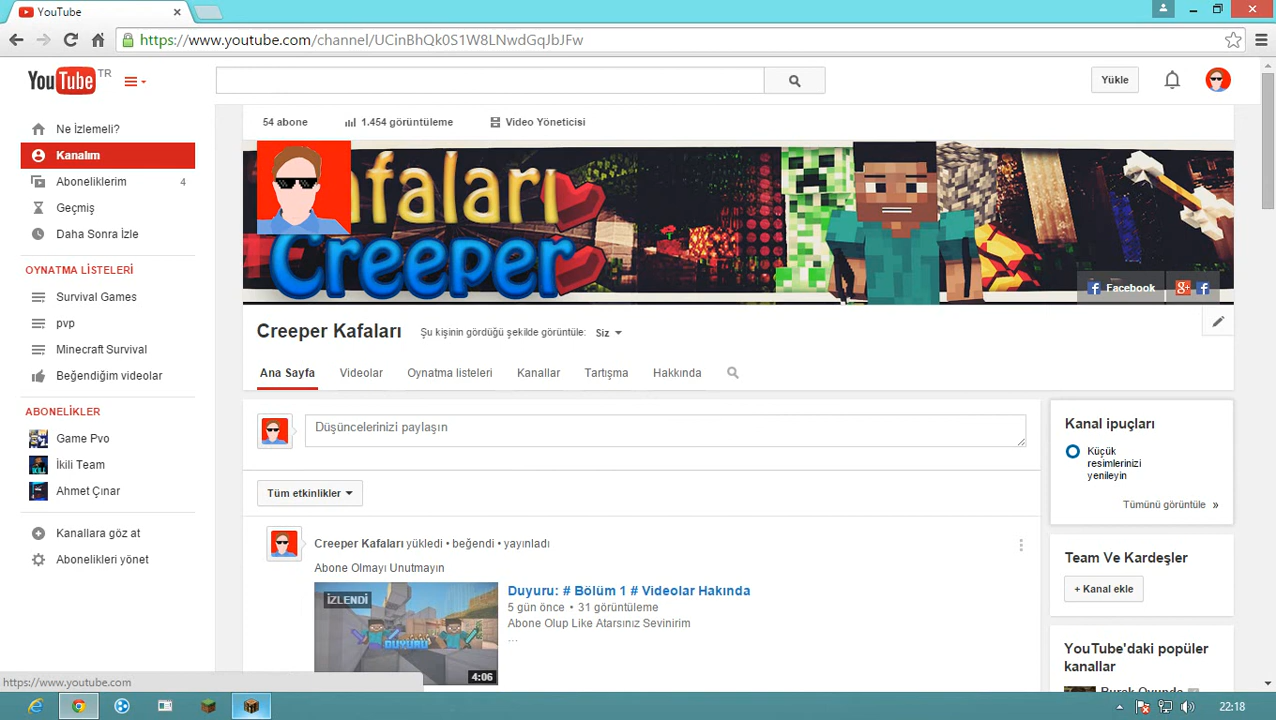 YouTube
https://www.youtube.com/channel/UCinBhQk0S1W8LNwdGqJbJFw
YouTube TR
Yükle
Ne İzlemeli?
Kanalım
Aboneliklerim 4
Geçmiş
Daha Sonra İzle
OYNATMA LİSTELERİ
Survival Games
pvp
Minecraft Survival
Beğendiğim videolar
ABONELİKLER
Game Pvo
İkili Team
Ahmet Çınar
Kanallara göz at
Abonelikleri yönet
54 abone 1.454 görüntüleme Video Yöneticisi
afaları
Creeper
Facebook
Creeper Kafaları Şu kişinin gördüğü şekilde görüntüle: Siz
Ana Sayfa Videolar Oynatma listeleri Kanallar Tartışma Hakkında
Düşüncelerinizi paylaşın
Tüm etkinlikler
Creeper Kafaları yükledi • beğendi • yayınladı
Abone Olmayı Unutmayın
İZLENDİ
DUYURU
4:06
Duyuru: # Bölüm 1 # Videolar Hakında
5 gün önce • 31 görüntüleme
Abone Olup Like Atarsınız Sevinirim
...
Kanal ipuçları
Küçük
resimlerinizi
yenileyin
Tümünü görüntüle »
Team Ve Kardeşler
+ Kanal ekle
YouTube'daki popüler
kanallar
Burak Oyunda
https://www.youtube.com
22:18